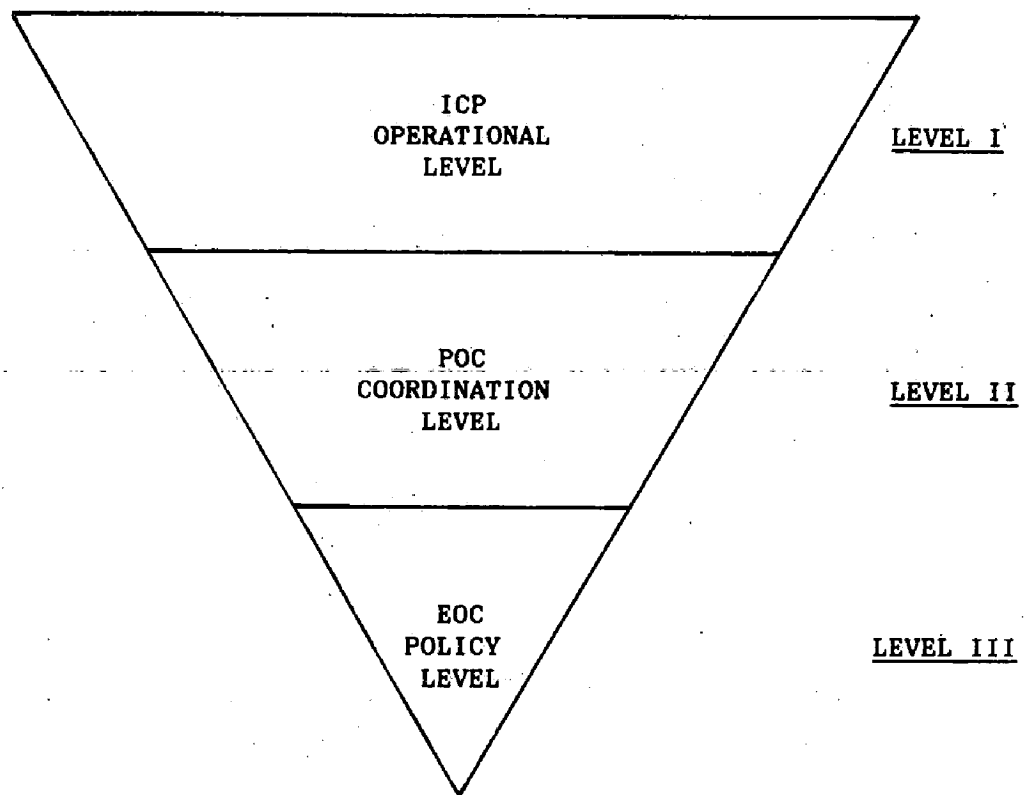 ICP
OPERATIONAL
LEVEL
LEVEL I
POC
COORDINATION
LEVEL
LEVEL II
EOC
POLICY
LEVEL
LEVEL III